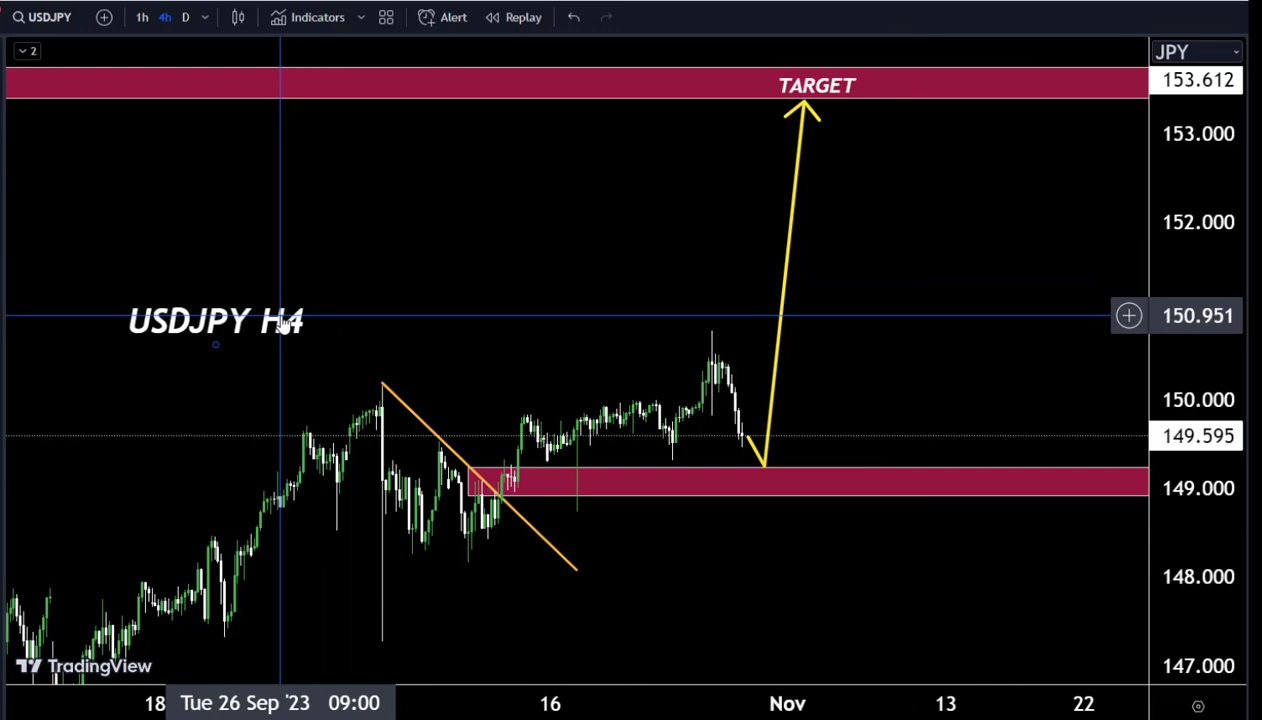 USDJPY 1h 4h D Indicators Alert Replay
2
JPY
TARGET
153.612
153.000
152.000
USDJPY H4
150.951
150.000
149.595
149.000
148.000
147.000
TradingView
18 Tue 26 Sep '23 09:00 16 Nov 13 22